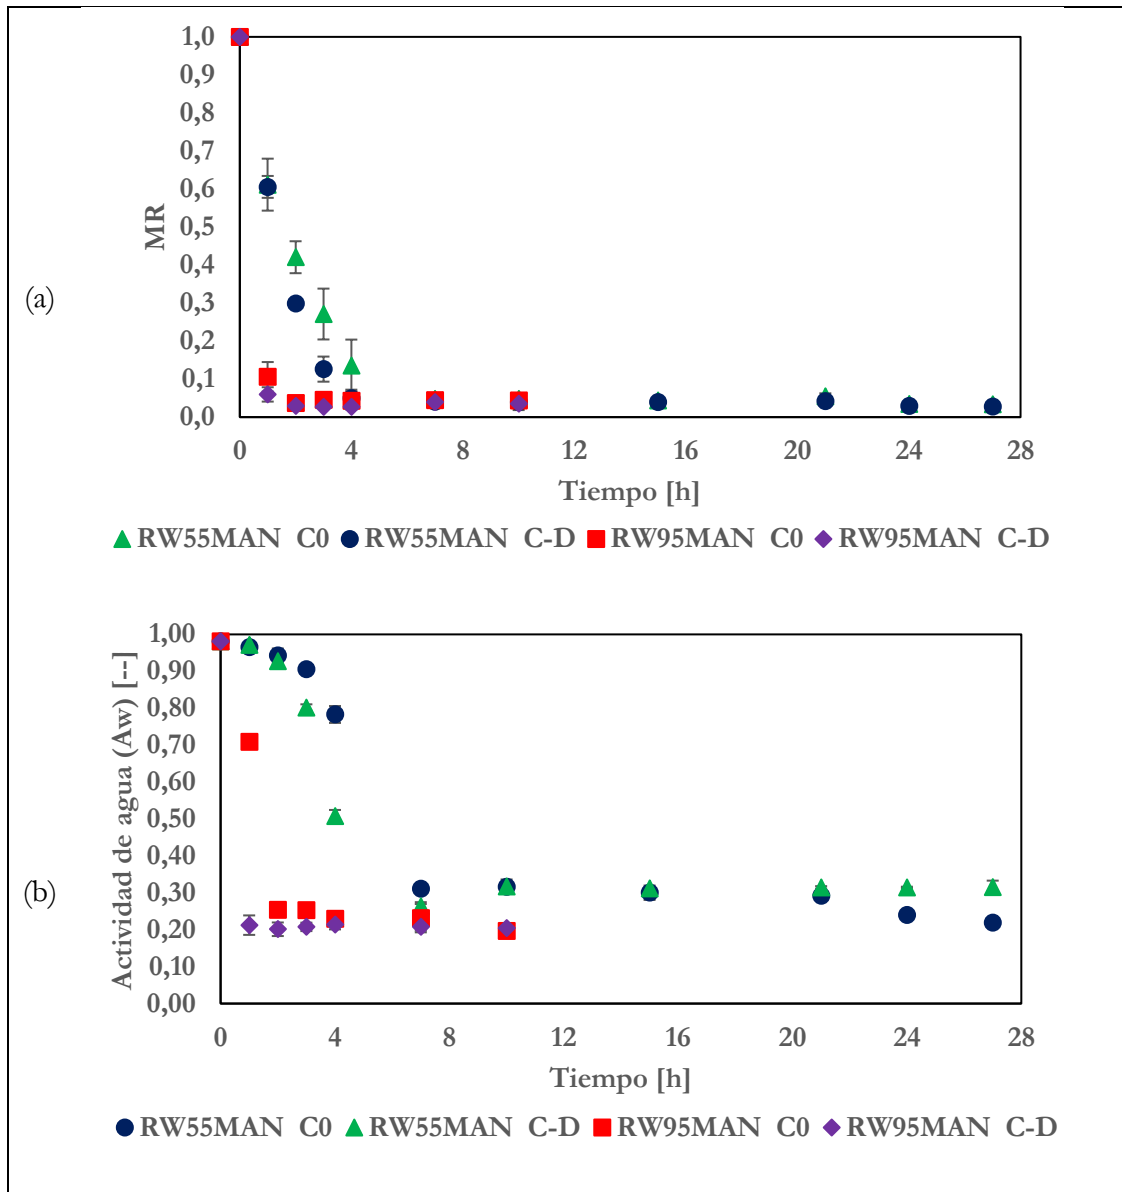 (a)
MR
1,0
0,9
0,8
0,7
0,6
0,5
0,4
0,3
0,2
0,1
0,0
0 4 8 12 16 20 24 28
Tiempo [h]
RW55MAN C0 RW55MAN C-D RW95MAN C0 RW95MAN C-D
(b)
Actividad de agua (Aw) [--]
1,00
0,90
0,80
0,70
0,60
0,50
0,40
0,30
0,20
0,10
0,00
0 4 8 12 16 20 24 28
Tiempo [h]
RW55MAN C0 RW55MAN C-D RW95MAN C0 RW95MAN C-D